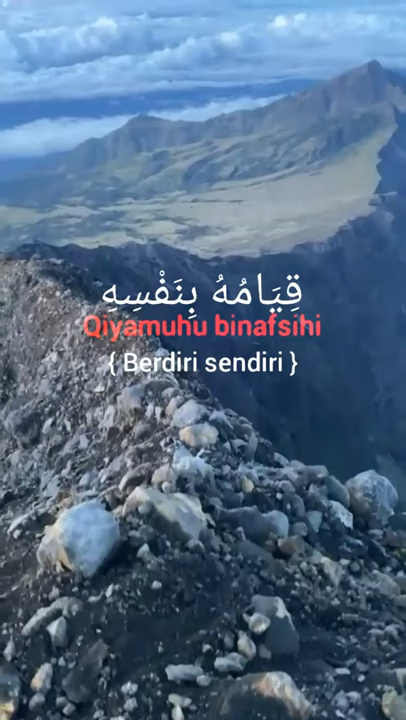 قِيَامُهُ بِنَفْسِهِ
Qiyamuhu binafsihi
{ Berdiri sendiri }